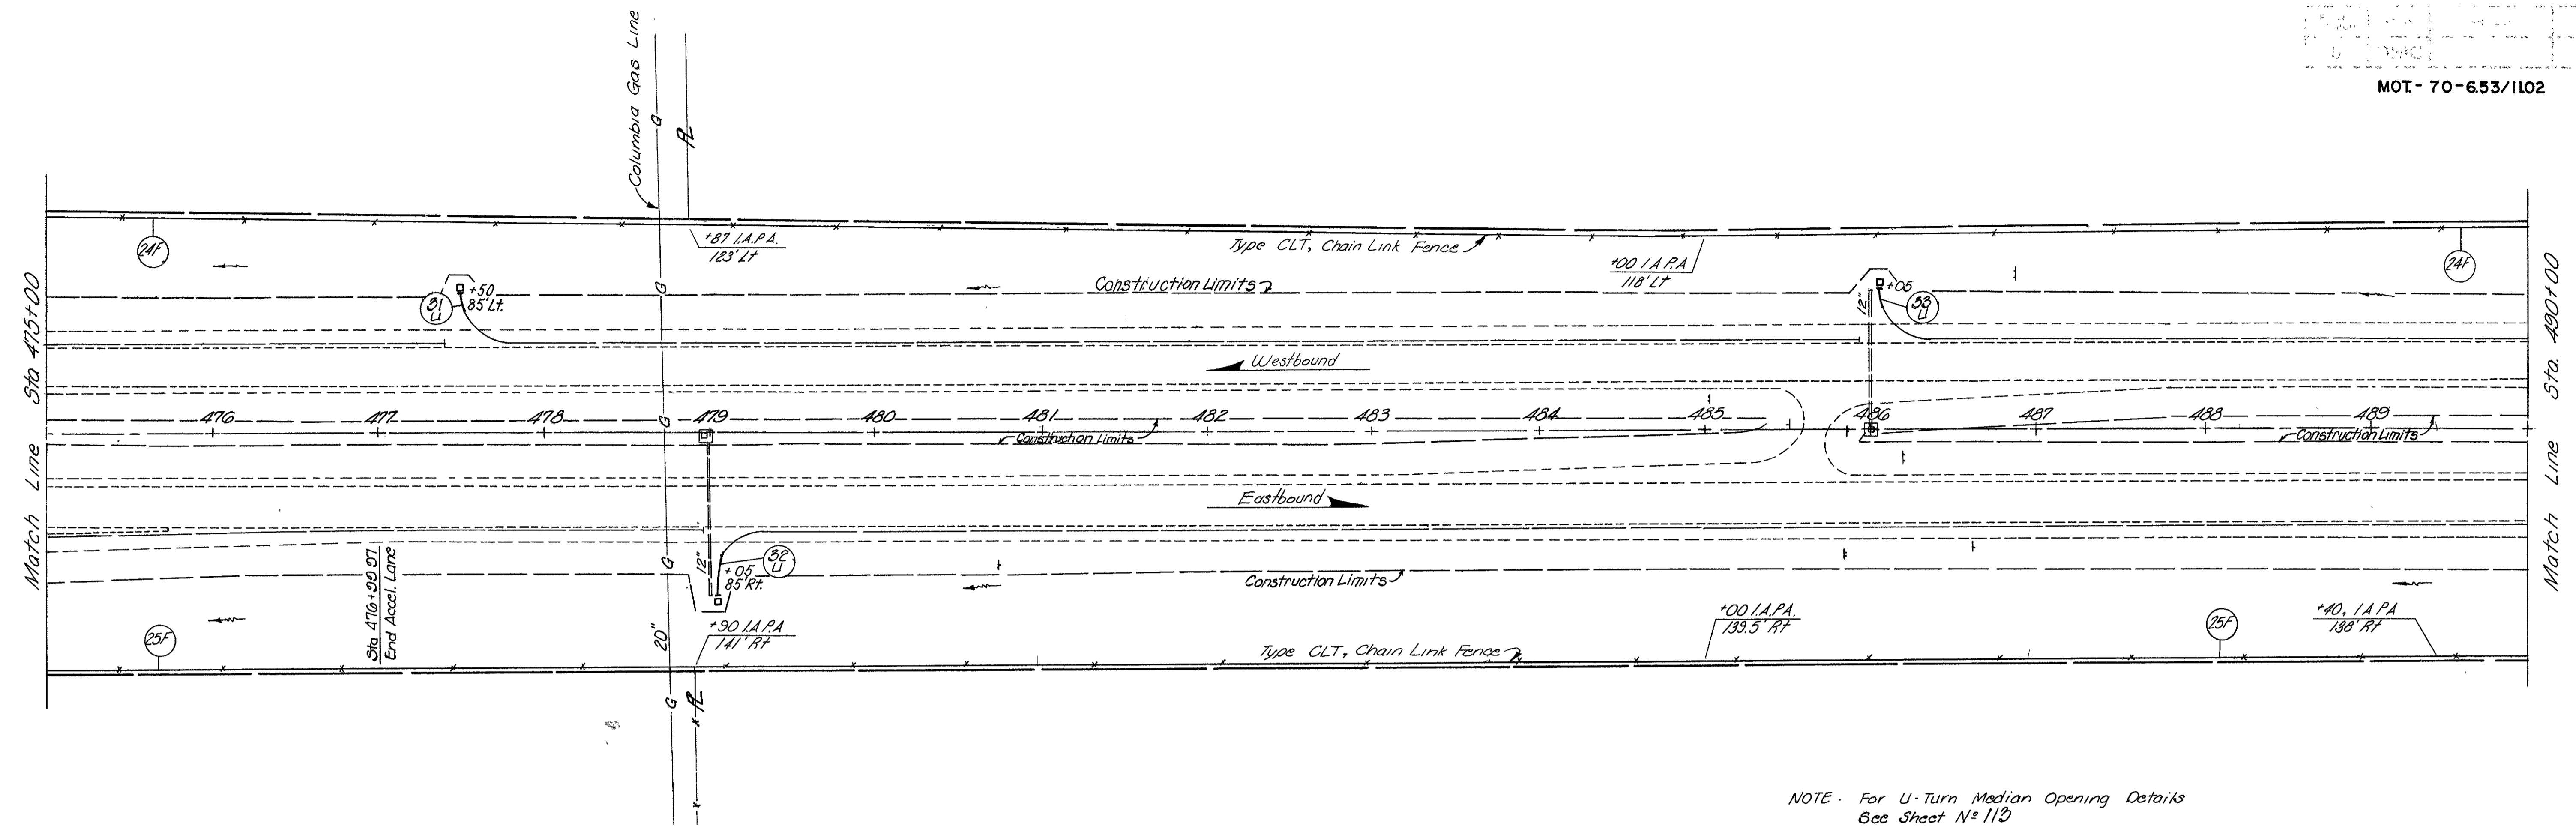 MOT.- 70-6.53/11.02
Columbia Gas Line
G
P
24F
+87 I.A.P.A.
123' Lt
Type CLT, Chain Link Fence
+00 I A P.A
118' Lt
24F
Match Line Sta 475+00
31
U
+50
85' Lt.
G
Construction Limits
12"
+05
33
U
Match Line Sta. 490+00
Westbound
476 477 478 G 479 480 481 482 483 484 485 486 487 488 489
Construction Limits
Construction Limits
Eastbound
Sta 476+99 97
End Accel. Lane
G
12"
+05
85' Rt.
32
U
Construction Limits
25F
20"
+90 I.A.P.A
141' Rt
+00 I.A.P.A.
139.5' Rt
25F
+40, I A P A
138' Rt
Type CLT, Chain Link Fence
G
P
NOTE - For U-Turn Median Opening Details
See Sheet Nº 113